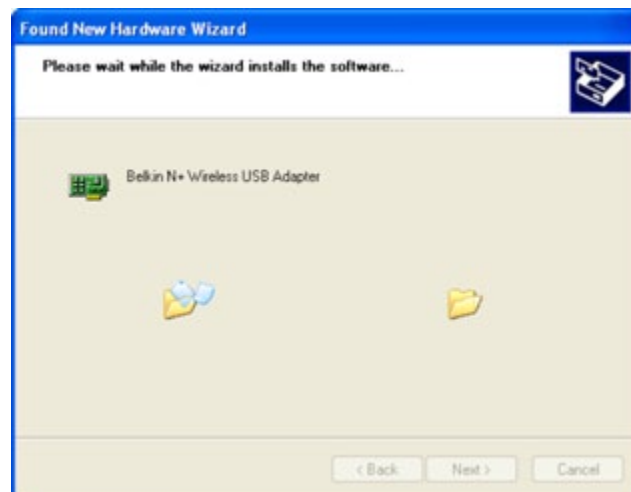 Found New Hardware Wizard
Please wait while the wizard installs the software...
Belkin N+ Wireless USB Adapter
< Back
Next >
Cancel